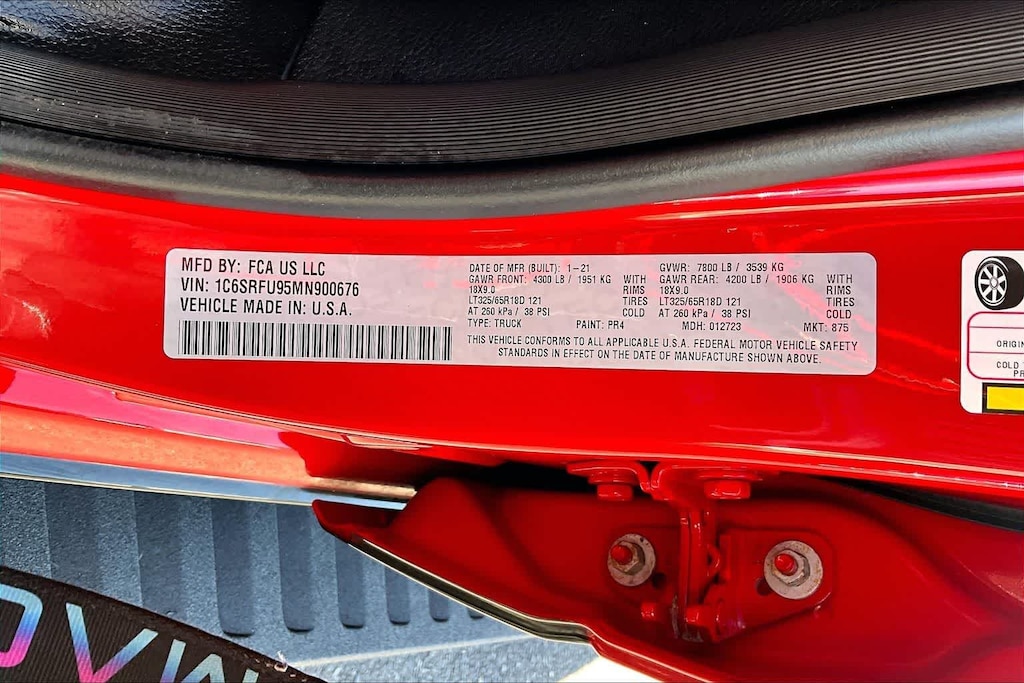 MFD BY: FCA US LLC
VIN: 1C6SRFU95MN900676
VEHICLE MADE IN: U.S.A.
DATE OF MFR (BUILT): 1-21
GAWR FRONT: 4300 LB / 1951 KG WITH
18X9.0 RIMS
LT325/65R18D 121 TIRES
AT 260 kPa / 38 PSI COLD
TYPE: TRUCK PAINT: PR4
GVWR: 7800 LB / 3539 KG
GAWR REAR: 4200 LB / 1906 KG WITH
18X9.0 RIMS
LT325/65R18D 121 TIRES
AT 260 kPa / 38 PSI COLD
MDH: 012723 MKT: 875
THIS VEHICLE CONFORMS TO ALL APPLICABLE U.S.A. FEDERAL MOTOR VEHICLE SAFETY
STANDARDS IN EFFECT ON THE DATE OF MANUFACTURE SHOWN ABOVE.
COLD